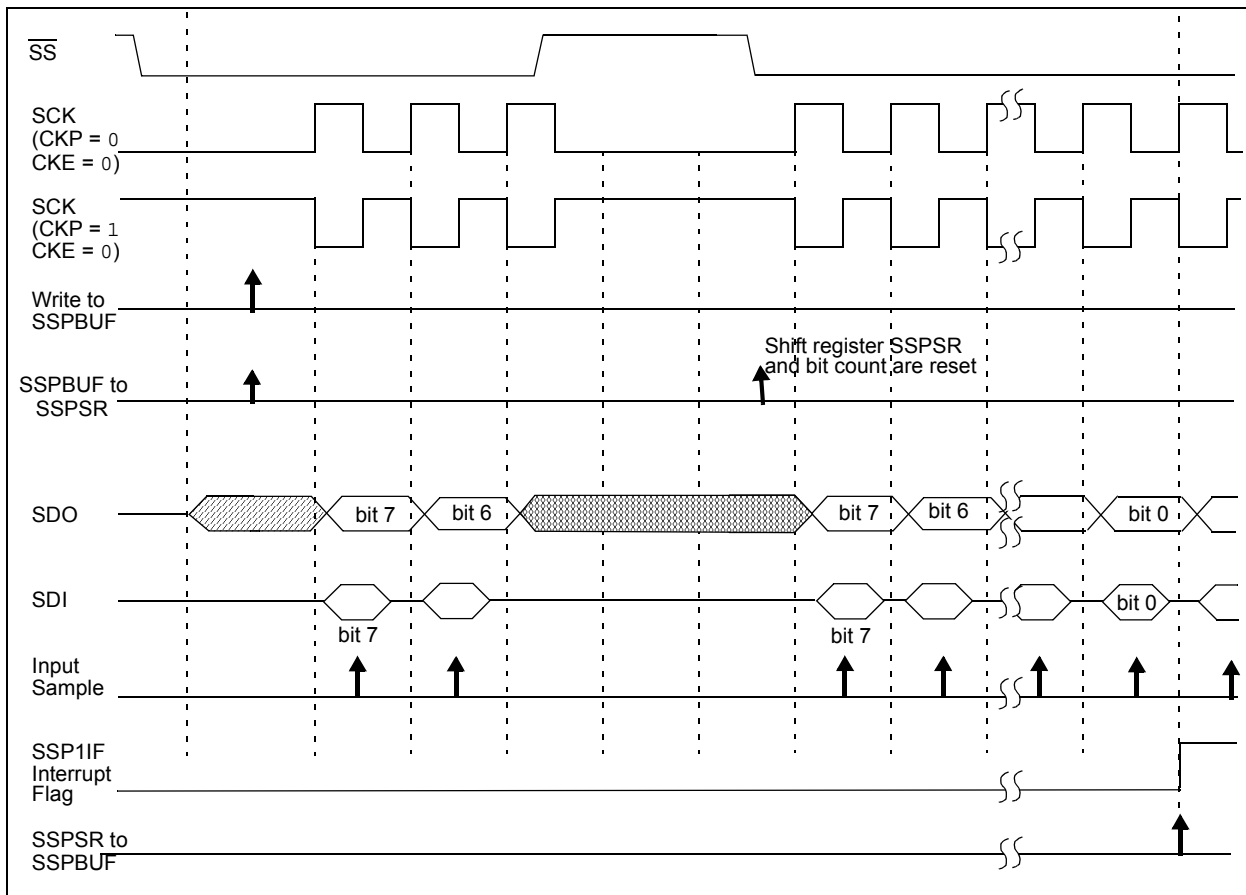 SS
SCK
(CKP = 0
CKE = 0)
SCK
(CKP = 1
CKE = 0)
Write to
SSPBUF
Shift register SSPSR
and bit count are reset
SSPBUF to
SSPSR
SDO
bit 7
bit 6
bit 7
bit 6
bit 0
SDI
bit 0
bit 7
bit 7
Input
Sample
SSP1IF
Interrupt
Flag
SSPSR to
SSPBUF